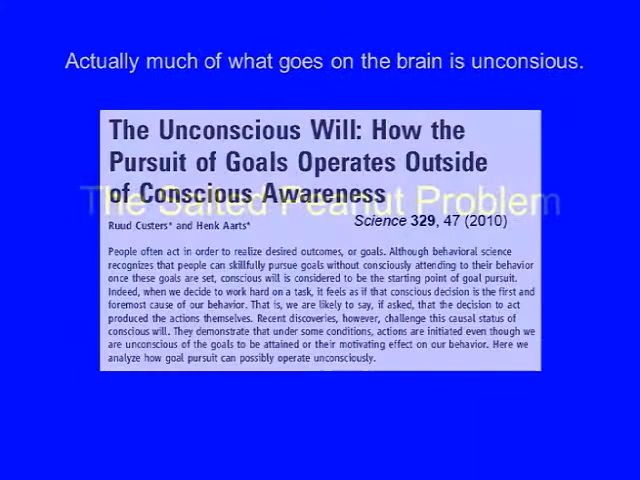 Actually much of what goes on the brain is unconsious.
The Unconscious Will: How the
Pursuit of Goals Operates Outside
of Conscious Awareness
The Salted Peanut Problem
Science 329, 47 (2010)
Ruud Custers* and Henk Aarts*
People often act in order to realize desired outcomes, or goals. Although behavioral science
recognizes that people can skillfully pursue goals without consciously attending to their behavior
once these goals are set, conscious will is considered to be the starting point of goal pursuit.
Indeed, when we decide to work hard on a task, it feels as if that conscious decision is the first and
foremost cause of our behavior. That is, we are likely to say, if asked, that the decision to act
produced the actions themselves. Recent discoveries, however, challenge this causal status of
conscious will. They demonstrate that under some conditions, actions are initiated even though we
are unconscious of the goals to be attained or their motivating effect on our behavior. Here we
analyze how goal pursuit can possibly operate unconsciously.